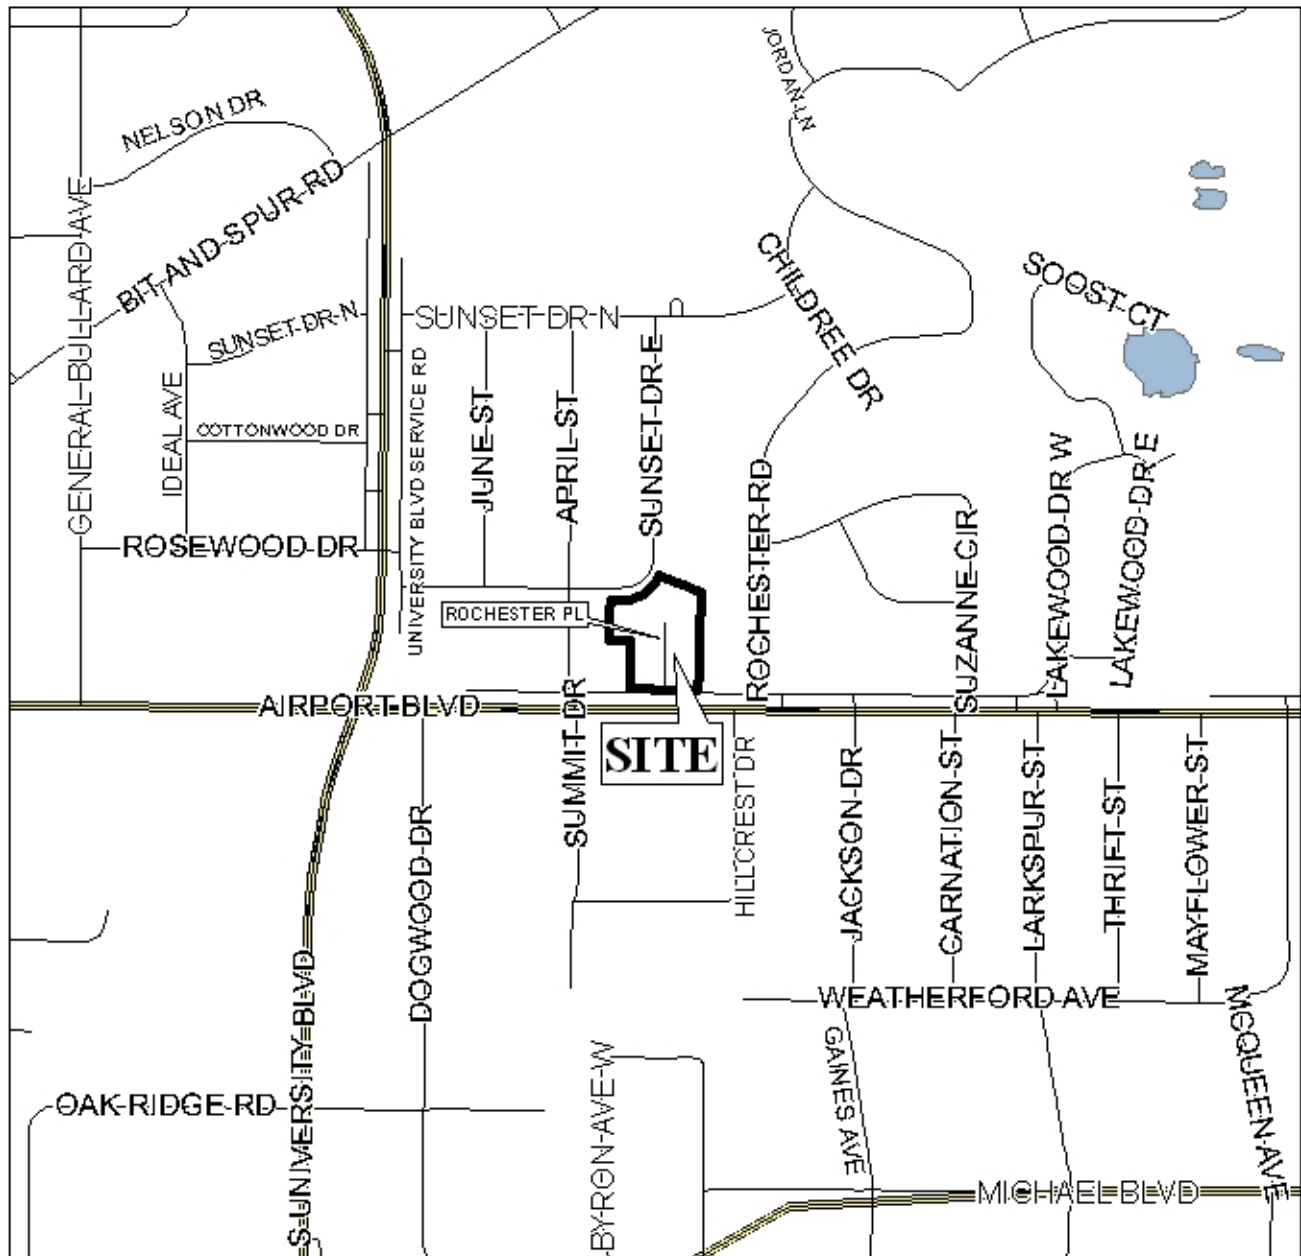 JORDAN LN
NELSON DR
BIT AND SPUR RD
GENERAL BULLARD AVE
CHILDREE DR
SOOST CT
SUNSET DR N
SUNSET DR N
SUNSET DR E
UNIVERSITY BLVD SERVICE RD
IDEAL AVE
JUNE ST
APRIL ST
COTTONWOOD DR
ROCHESTER RD
SUZANNE CIR
LAKEWOOD DR W
LAKEWOOD DR E
ROSEWOOD DR
ROCHESTER PL
AIRPORT BLVD
SUMMIT DR
SITE
HILLCREST DR
JACKSON DR
CARNATION ST
LARKSPUR ST
THRIFT ST
MAYFLOWER ST
DOGWOOD DR
S UNIVERSITY BLVD
WEATHERFORD AVE
MCQUEEN AVE
GAINES AVE
BYRON AVE W
OAK RIDGE RD
MICHAEL BLVD